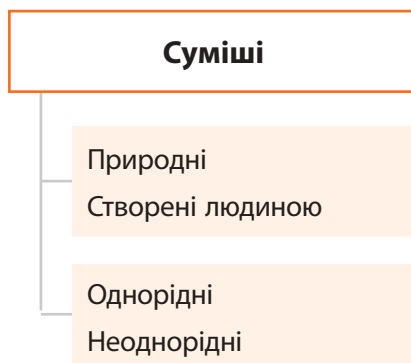 Суміші
Природні
Створені людиною
Однорідні
Неоднорідні